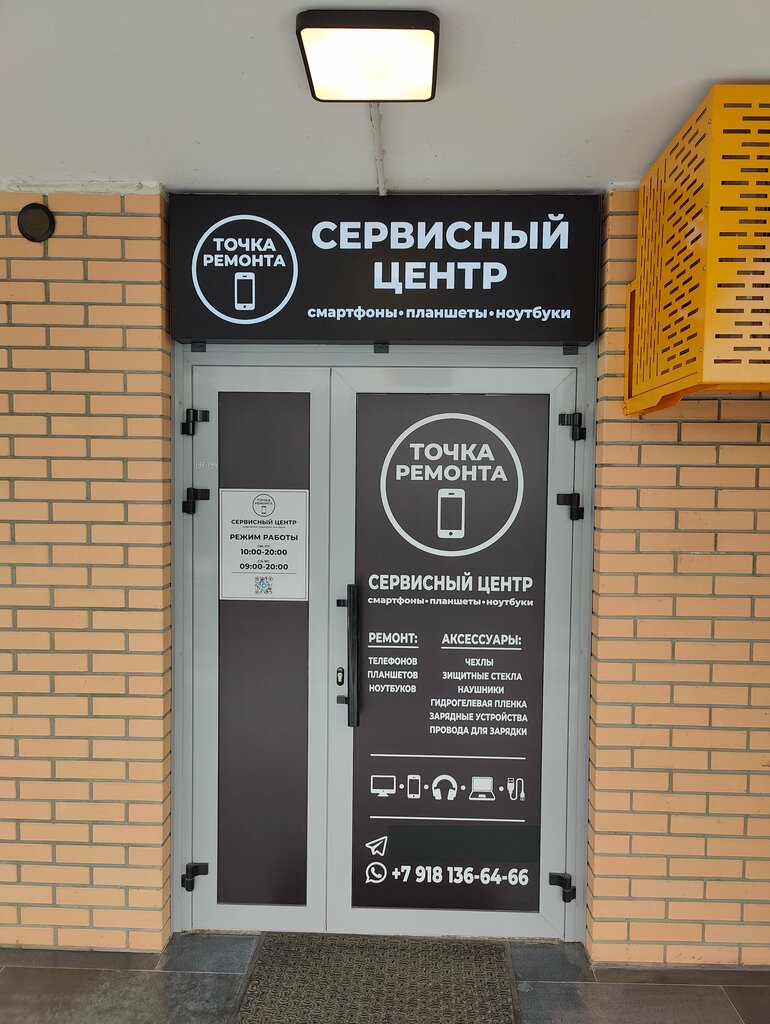 ТОЧКА
РЕМОНТА
СЕРВИСНЫЙ
ЦЕНТР
смартфоны•планшеты•ноутбуки
ТОЧКА
РЕМОНТА
СЕРВИСНЫЙ ЦЕНТР
РЕЖИМ РАБОТЫ
10:00-20:00
09:00-20:00
ТОЧКА
РЕМОНТА
СЕРВИСНЫЙ ЦЕНТР
смартфоны•планшеты•ноутбуки
РЕМОНТ:
ТЕЛЕФОНОВ
ПЛАНШЕТОВ
НОУТБУКОВ
АКСЕССУАРЫ:
ЧЕХЛЫ
ЗИЩИТНЫЕ СТЕКЛА
НАУШНИКИ
ГИДРОГЕЛЕВАЯ ПЛЕНКА
ЗАРЯДНЫЕ УСТРОЙСТВА
ПРОВОДА ДЛЯ ЗАРЯДКИ
+7 918 136-64-66